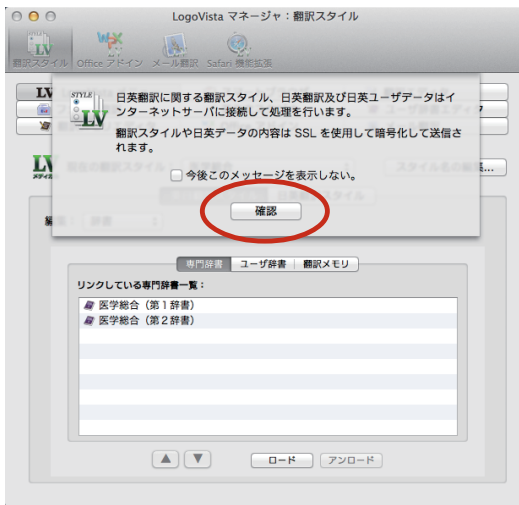 LogoVista マネージャ：翻訳スタイル
翻訳スタイル Office アドイン メール翻訳 Safari 機能拡張
STYLE
LV
日英翻訳に関する翻訳スタイル、日英翻訳及び日英ユーザデータはイ
ンターネットサーバに接続して処理を行います。
翻訳スタイルや日英データの内容は SSL を使用して暗号化して送信さ
れます。
今後このメッセージを表示しない。
確認
専門辞書 ユーザ辞書 翻訳メモリ
リンクしている専門辞書一覧：
医学総合（第１辞書）
医学総合（第２辞書）
ロード アンロード